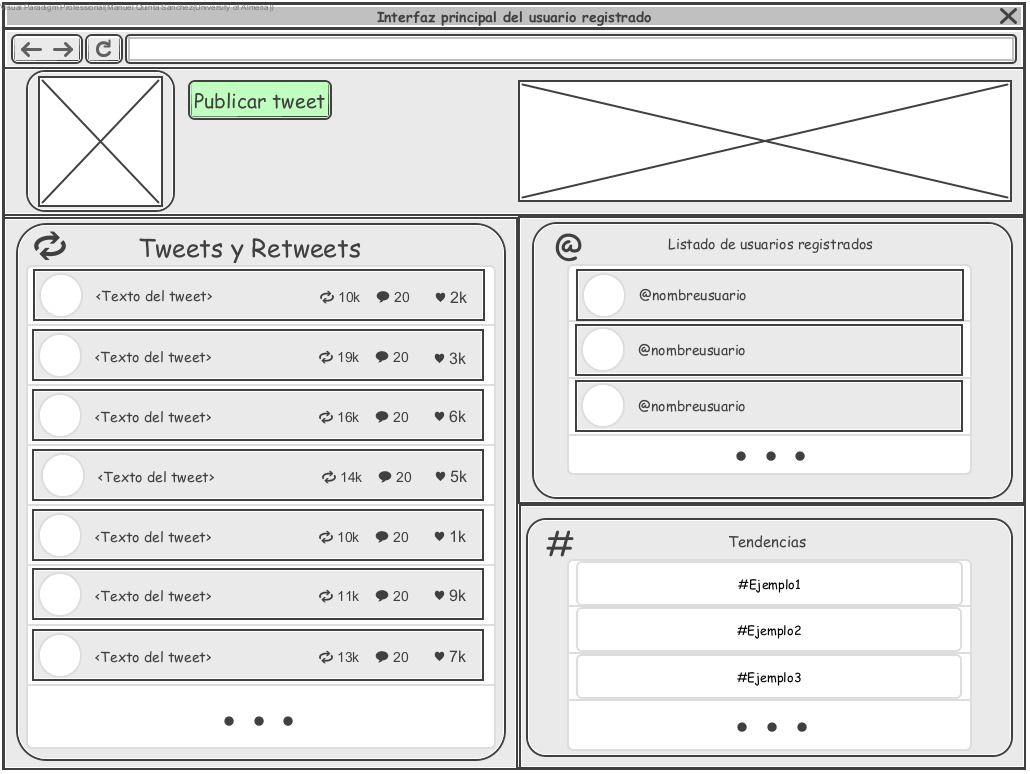 Visual Paradigm Professional(Manuel Quinta Sanchez(University of Almeria))
Interfaz principal del usuario registrado
Publicar tweet
Tweets y Retweets
<Texto del tweet> 10k 20 2k
<Texto del tweet> 19k 20 3k
<Texto del tweet> 16k 20 6k
<Texto del tweet> 14k 20 5k
<Texto del tweet> 10k 20 1k
<Texto del tweet> 11k 20 9k
<Texto del tweet> 13k 20 7k
@ Listado de usuarios registrados
@nombreusuario
@nombreusuario
@nombreusuario
# Tendencias
#Ejemplo1
#Ejemplo2
#Ejemplo3